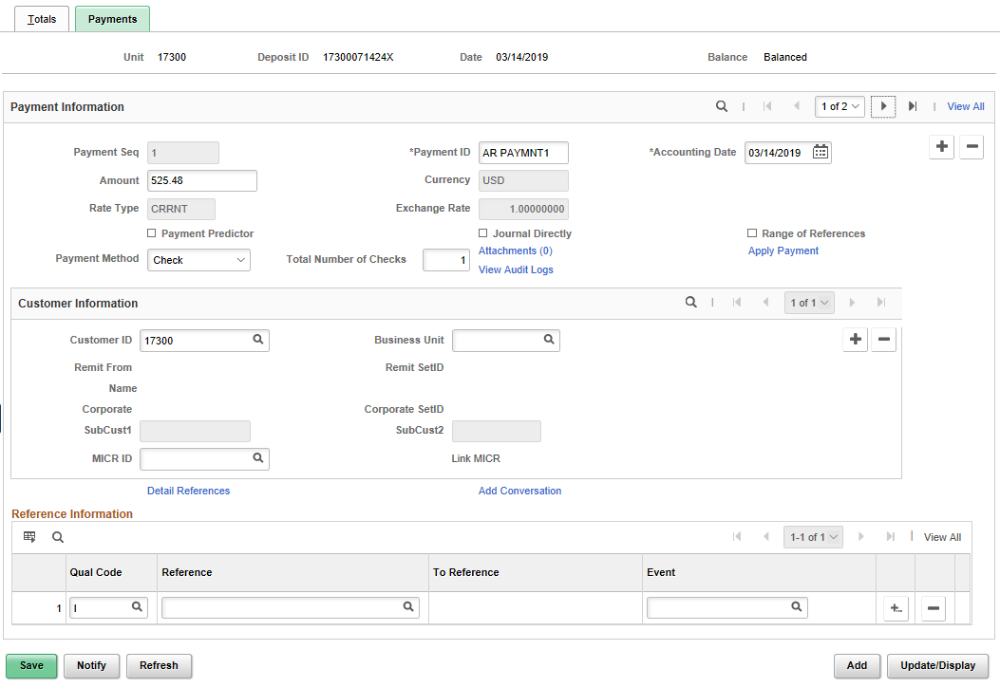 Totals Payments
Unit 17300 Deposit ID 17300071424X Date 03/14/2019 Balance Balanced
Payment Information 1 of 2 View All
Payment Seq 1 *Payment ID AR PAYMNT1 *Accounting Date 03/14/2019
Amount 525.48 Currency USD
Rate Type CRRNT Exchange Rate 1.00000000
Payment Predictor Journal Directly Range of References
Payment Method Check Total Number of Checks 1 Attachments (0) Apply Payment
View Audit Logs
Customer Information 1 of 1
Customer ID 17300 Business Unit
Remit From Remit SetID
Name
Corporate Corporate SetID
SubCust1 SubCust2
MICR ID Link MICR
Detail References Add Conversation
Reference Information
1-1 of 1 View All
Qual Code Reference To Reference Event
1 I
Save Notify Refresh Add Update/Display